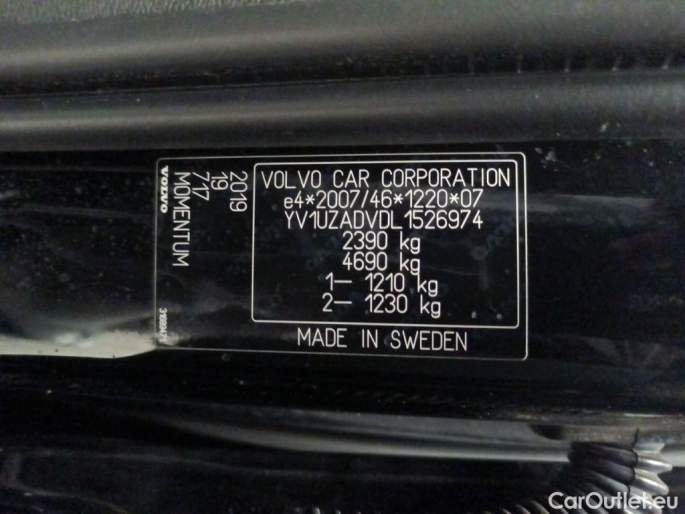 VOLVO CAR CORPORATION
e4*2007/46*1220*07
YV1UZADVDL1526974
2390 kg
4690 kg
1– 1210 kg
2– 1230 kg
MADE IN SWEDEN
2019
19
717
MOMENTUM
VOLVO
CarOutlet.eu